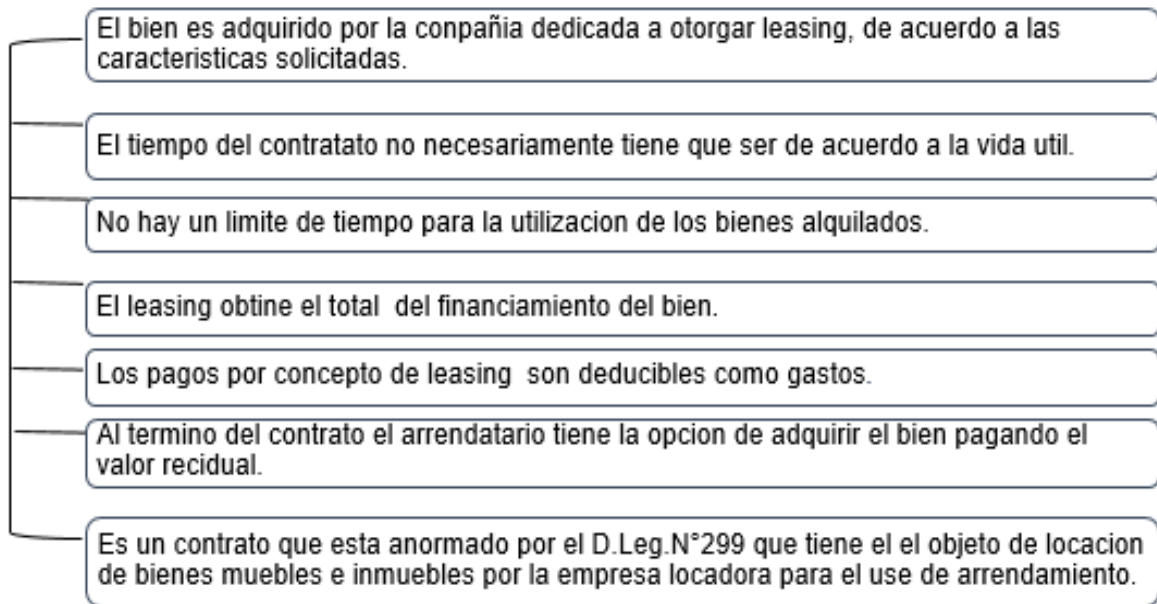 El bien es adquirido por la conpañia dedicada a otorgar leasing, de acuerdo a las
caracteristicas solicitadas.
El tiempo del contratato no necesariamente tiene que ser de acuerdo a la vida util.
No hay un limite de tiempo para la utilizacion de los bienes alquilados.
El leasing obtine el total  del financiamiento del bien.
Los pagos por concepto de leasing  son deducibles como gastos.
Al termino del contrato el arrendatario tiene la opcion de adquirir el bien pagando el
valor recidual.
Es un contrato que esta anormado por el D.Leg.N°299 que tiene el el objeto de locacion
de bienes muebles e inmuebles por la empresa locadora para el use de arrendamiento.